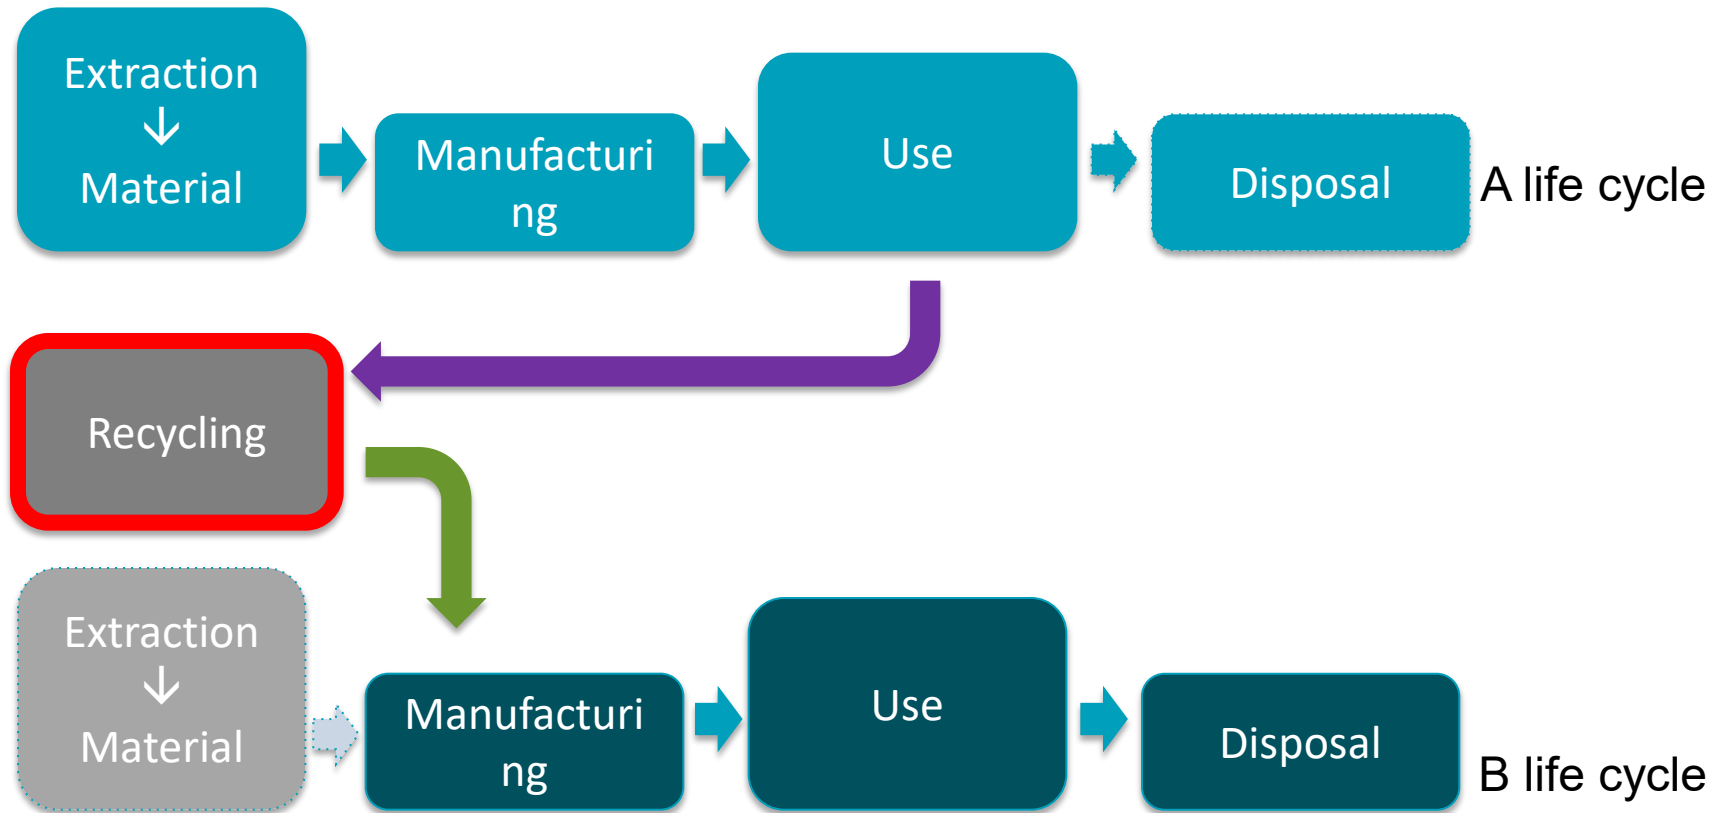 Extraction
↓
Material
Manufacturi
ng
Use
Disposal
A life cycle
Recycling
Extraction
↓
Material
Manufacturi
ng
Use
Disposal
B life cycle